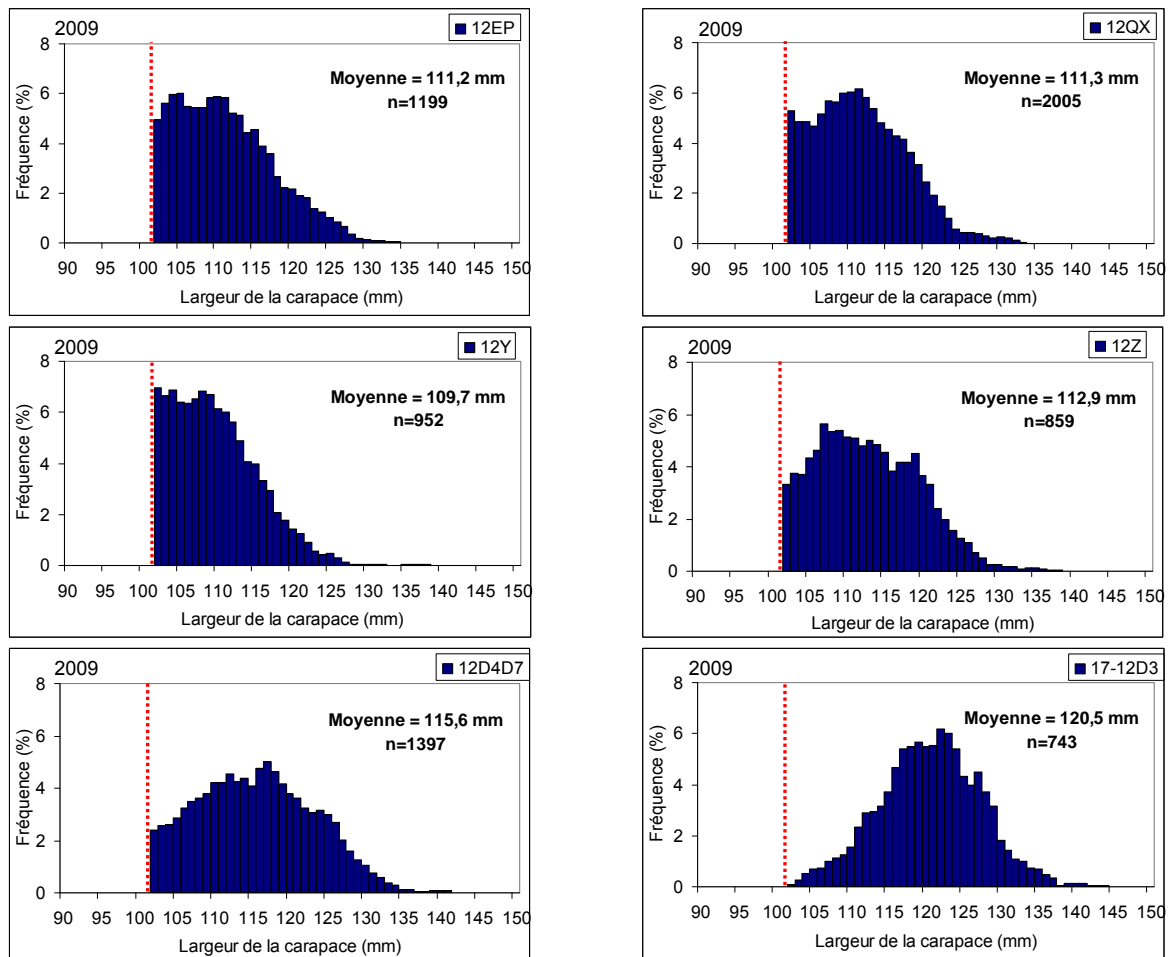 2009
12EP
8
6
4
2
0
Fréquence (%)
Moyenne = 111,2 mm
n=1199
90 95 100 105 110 115 120 125 130 135 140 145 150
Largeur de la carapace (mm)
2009
12QX
8
6
4
2
0
Fréquence (%)
Moyenne = 111,3 mm
n=2005
90 95 100 105 110 115 120 125 130 135 140 145 150
Largeur de la carapace (mm)
2009
12Y
8
6
4
2
0
Fréquence (%)
Moyenne = 109,7 mm
n=952
90 95 100 105 110 115 120 125 130 135 140 145 150
Largeur de la carapace (mm)
2009
12Z
8
6
4
2
0
Fréquence (%)
Moyenne = 112,9 mm
n=859
90 95 100 105 110 115 120 125 130 135 140 145 150
Largeur de la carapace (mm)
2009
12D4D7
8
6
4
2
0
Fréquence (%)
Moyenne = 115,6 mm
n=1397
90 95 100 105 110 115 120 125 130 135 140 145 150
Largeur de la carapace (mm)
2009
17-12D3
8
6
4
2
0
Fréquence (%)
Moyenne = 120,5 mm
n=743
90 95 100 105 110 115 120 125 130 135 140 145 150
Largeur de la carapace (mm)